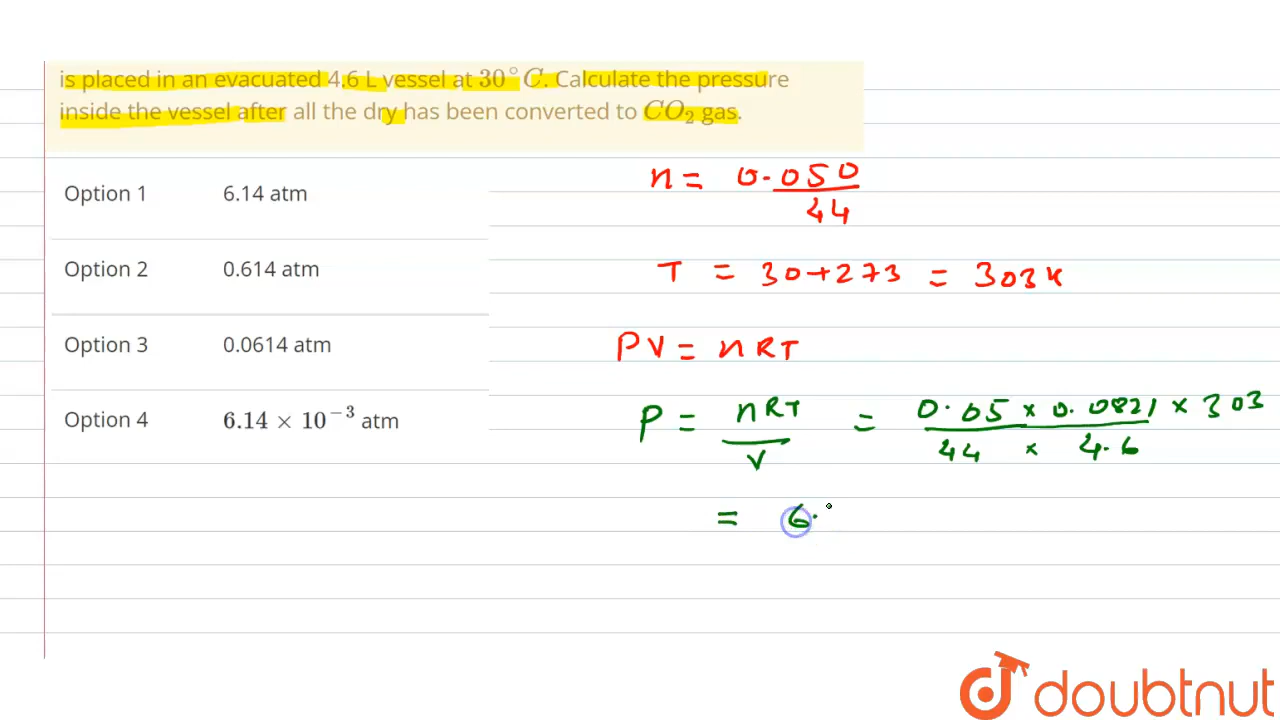 is placed in an evacuated 4.6 L vessel at 30°C. Calculate the pressure
inside the vessel after all the dry has been converted to CO₂ gas.
Option 1 6.14 atm
Option 2 0.614 atm
Option 3 0.0614 atm
Option 4 6.14 × 10⁻³ atm
n = 0.050 / 44
T = 30+273 = 303K
PV = nRT
P = nRT / V = 0.05 × 0.0821 × 303 / 44 × 4.6
= 6.
doubtnut